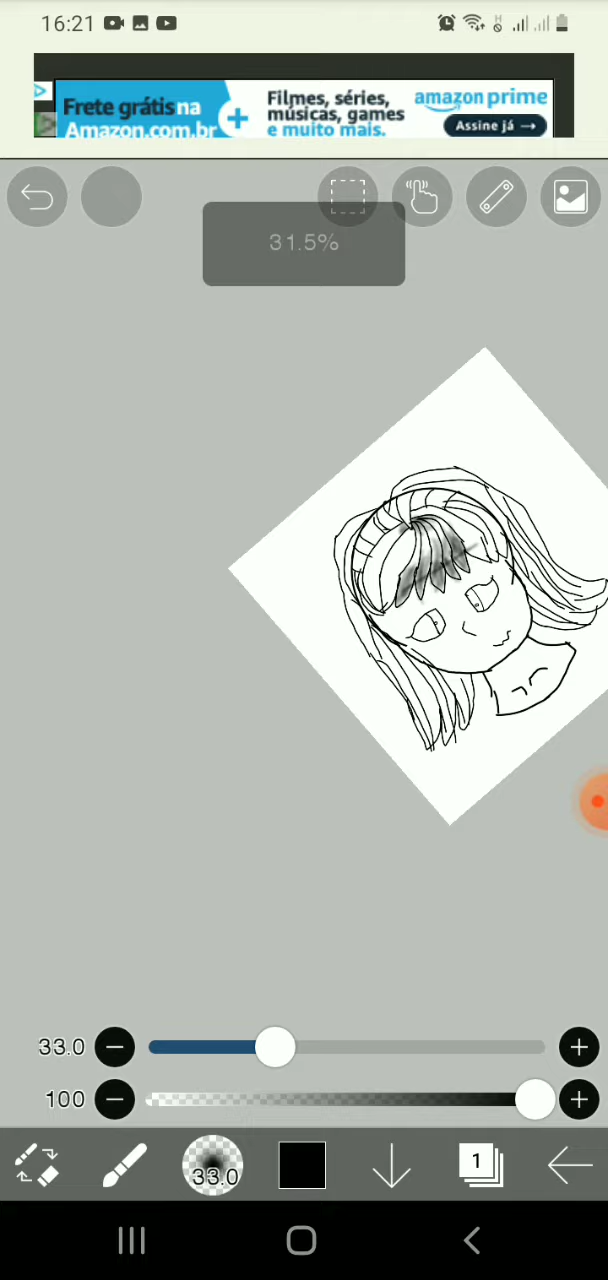 16:21
Frete grátis na
Amazon.com.br
+
Filmes, séries,
músicas, games
e muito mais.
amazon prime
Assine já →
31.5%
33.0
100
33.0
1